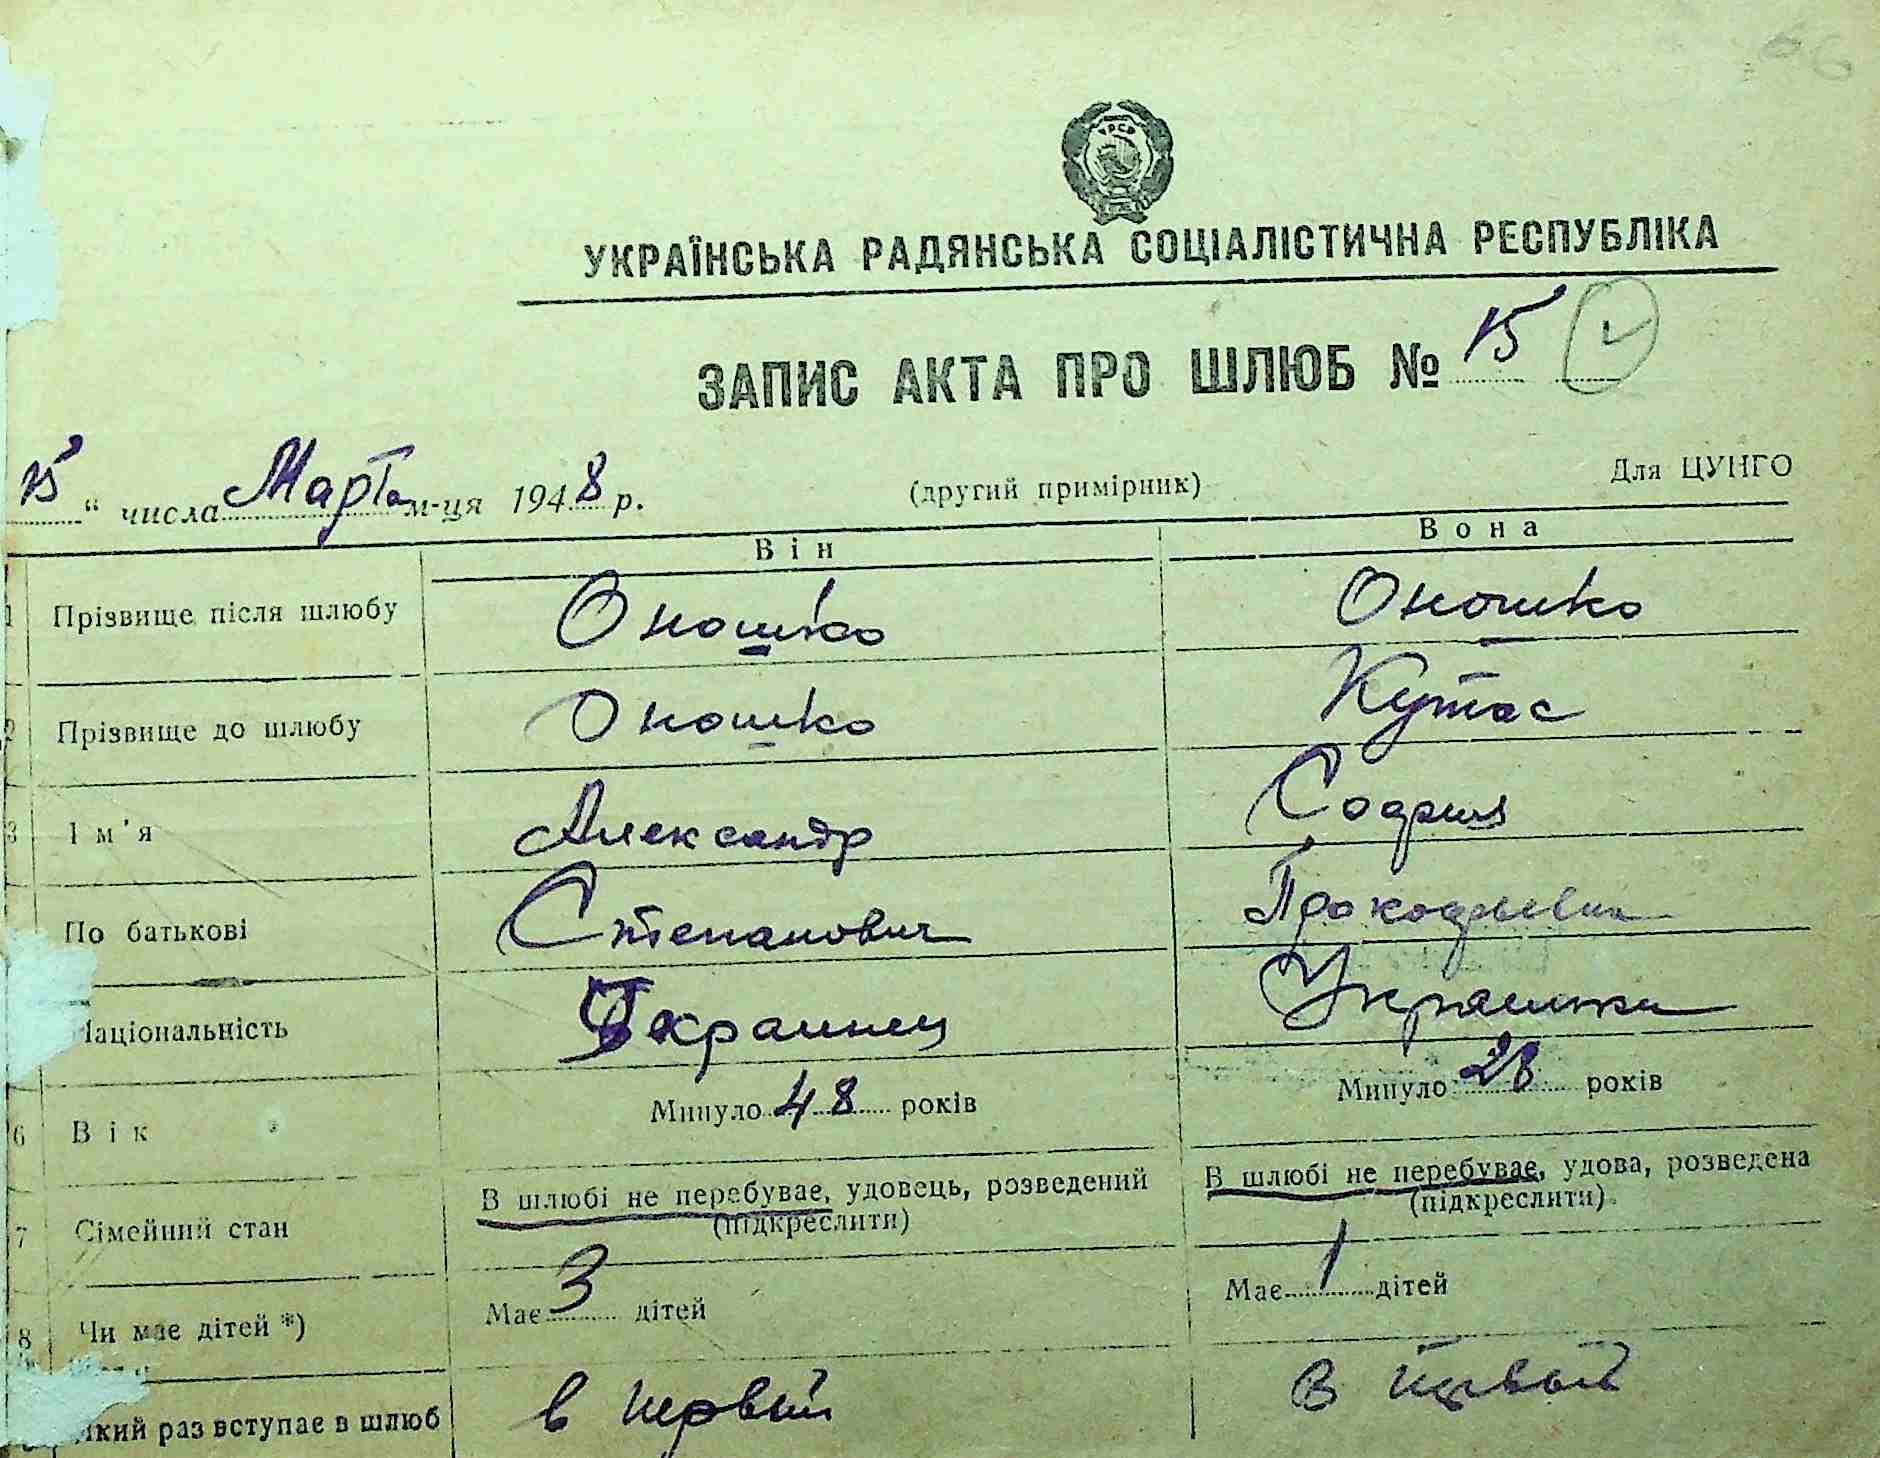 УРСР
УКРАЇНСЬКА РАДЯНСЬКА СОЦІАЛІСТИЧНА РЕСПУБЛІКА
ЗАПИС АКТА ПРО ШЛЮБ № 15
15 " числа Марта м-ця 1948 р. (другий примірник) Для ЦУНГО
Він Вона
1 Прізвище після шлюбу Оношко Оношко
2 Прізвище до шлюбу Оношко Кутас
3 Ім'я Александр София
По батькові Степанович Прокофьевна
Національність Украинец Украинка
6 Вік Минуло 48 років Минуло 28 років
7 Сімейний стан В шлюбі не перебуває, удовець, розведений (підкреслити) В шлюбі не перебуває, удова, розведена (підкреслити)
8 Чи має дітей *) Має 3 дітей Має 1 дітей
який раз вступає в шлюб в первый в первый